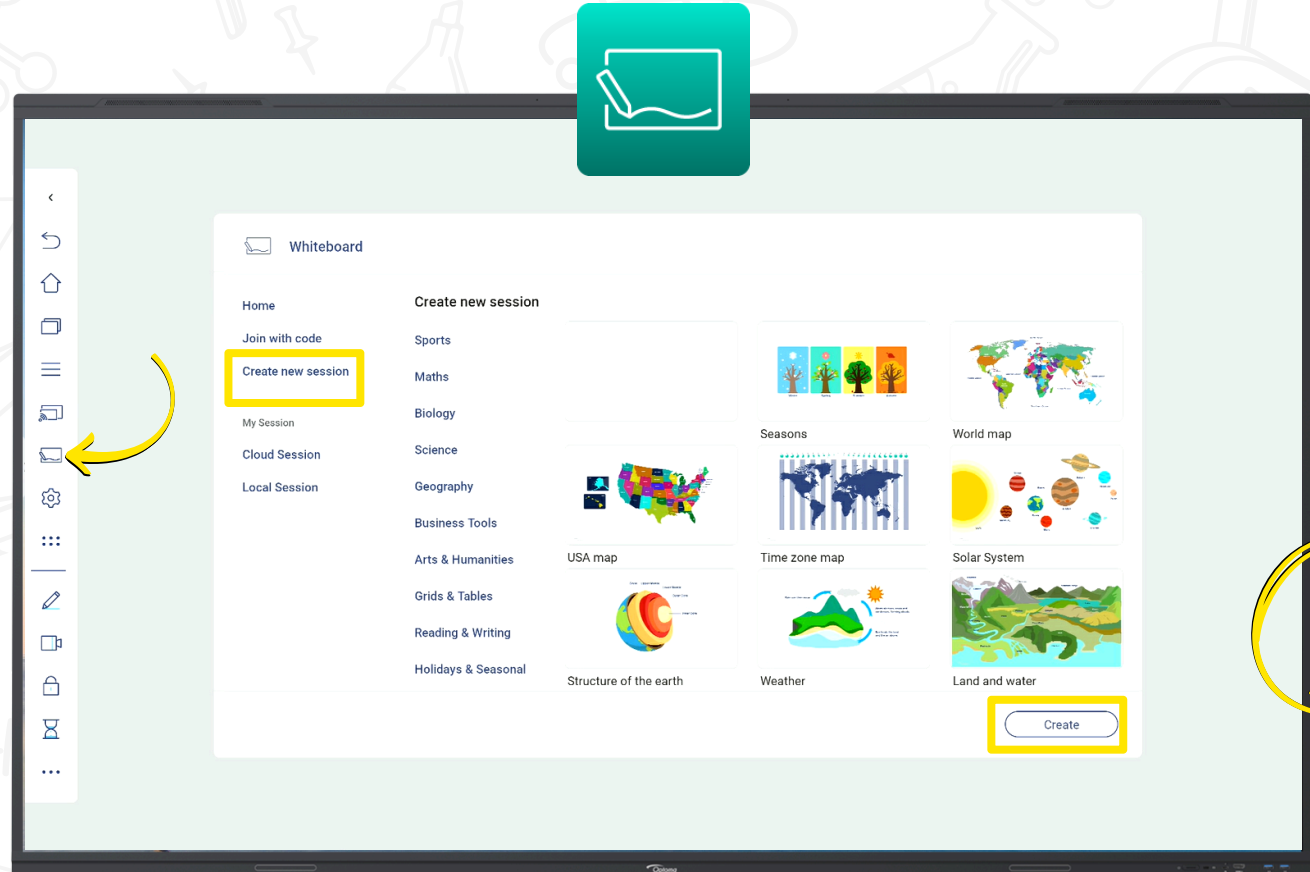 Whiteboard
Home
Join with code
Create new session
My Session
Cloud Session
Local Session
Create new session
Sports
Maths
Biology
Science
Geography
Business Tools
Arts & Humanities
Grids & Tables
Reading & Writing
Holidays & Seasonal
Seasons
World map
USA map
Time zone map
Solar System
Structure of the earth
Weather
Land and water
Create
Optoma